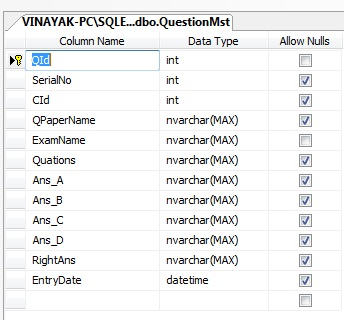 VINAYAK-PC\SQLE...dbo.QuestionMst
Column Name Data Type Allow Nulls
QId int
SerialNo int
CId int
QPaperName nvarchar(MAX)
ExamName nvarchar(MAX)
Quations nvarchar(MAX)
Ans_A nvarchar(MAX)
Ans_B nvarchar(MAX)
Ans_C nvarchar(MAX)
Ans_D nvarchar(MAX)
RightAns nvarchar(MAX)
EntryDate datetime